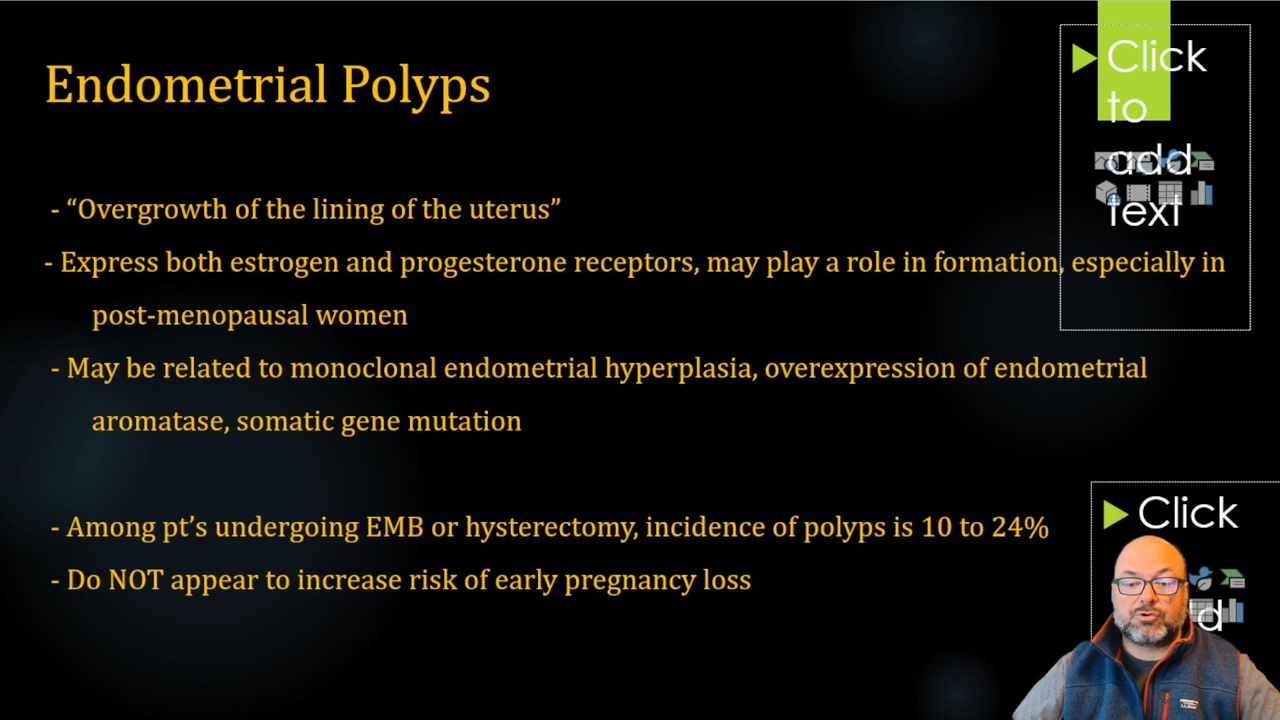 Endometrial Polyps
Click
to
add
text
- “Overgrowth of the lining of the uterus”
- Express both estrogen and progesterone receptors, may play a role in formation, especially in
post-menopausal women
- May be related to monoclonal endometrial hyperplasia, overexpression of endometrial
aromatase, somatic gene mutation
- Among pt’s undergoing EMB or hysterectomy, incidence of polyps is 10 to 24%
- Do NOT appear to increase risk of early pregnancy loss
Click